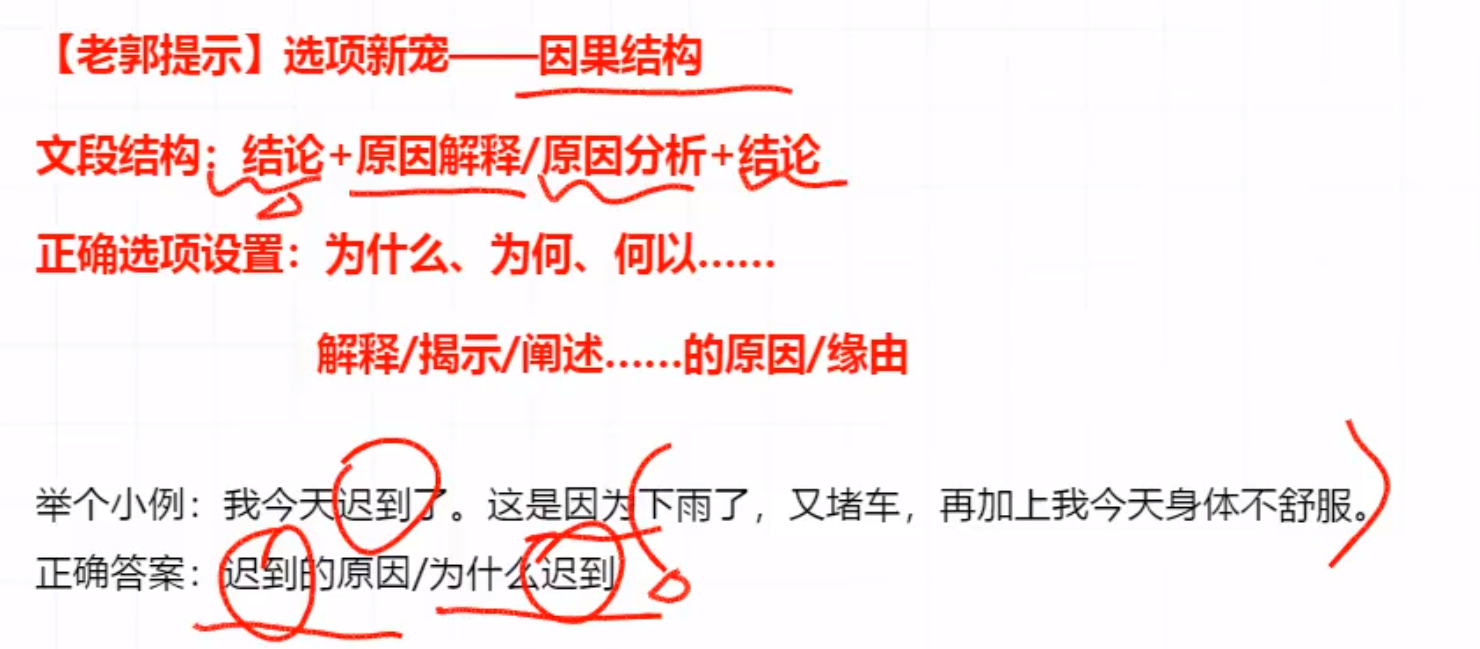 【老郭提示】选项新宠——因果结构
文段结构：结论+原因解释/原因分析+结论
正确选项设置：为什么、为何、何以……
解释/揭示/阐述……的原因/缘由
举个小例：我今天迟到了。这是因为下雨了，又堵车，再加上我今天身体不舒服。
正确答案：迟到的原因/为什么迟到